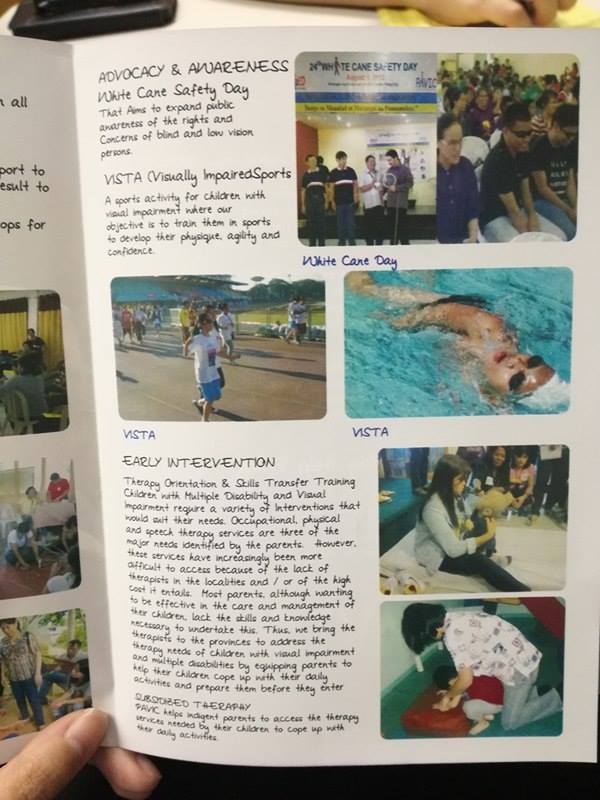 n all
port to
esult to
ops for
ADVOCACY & AWARENESS
White Cane Safety Day
That Aims to expand public
awareness of the rights and
Concerns of blind and low vision
persons.
VISTA (Visually ImpairedSports
A sports activity for children with
visual impairment where our
objective is to train them in sports
to develop their physique, agility and
confidence.
24th WHITE CANE SAFETY DAY
August 1, 2013
PAVIC
White Cane Day
VISTA
VISTA
EARLY INTERVENTION
Therapy Orientation & Skills Transfer Training
Children with Multiple Disability and Visual
Impairment require a variety of Interventions that
would suit their needs. Occupational, physical
and speech therapy services are three of the
major needs identified by the parents. However,
these services have increasingly been more
difficult to access because of the lack of
therapists in the localities and / or of the high
cost it entails. Most parents, although wanting
to be effective in the care and management of
their children, lack the skills and knowledge
necessary to undertake this. Thus, we bring the
therapists to the provinces to address the
therapy needs of children with visual impairment
and multiple disabilities by equipping parents to
help their children cope up with their daily
activities and prepare them before they enter
SUBSIDIBED THERAPHY
PAVIC helps indigent parents to access the therapy
services needed by their children to cope up with
their daily activities.